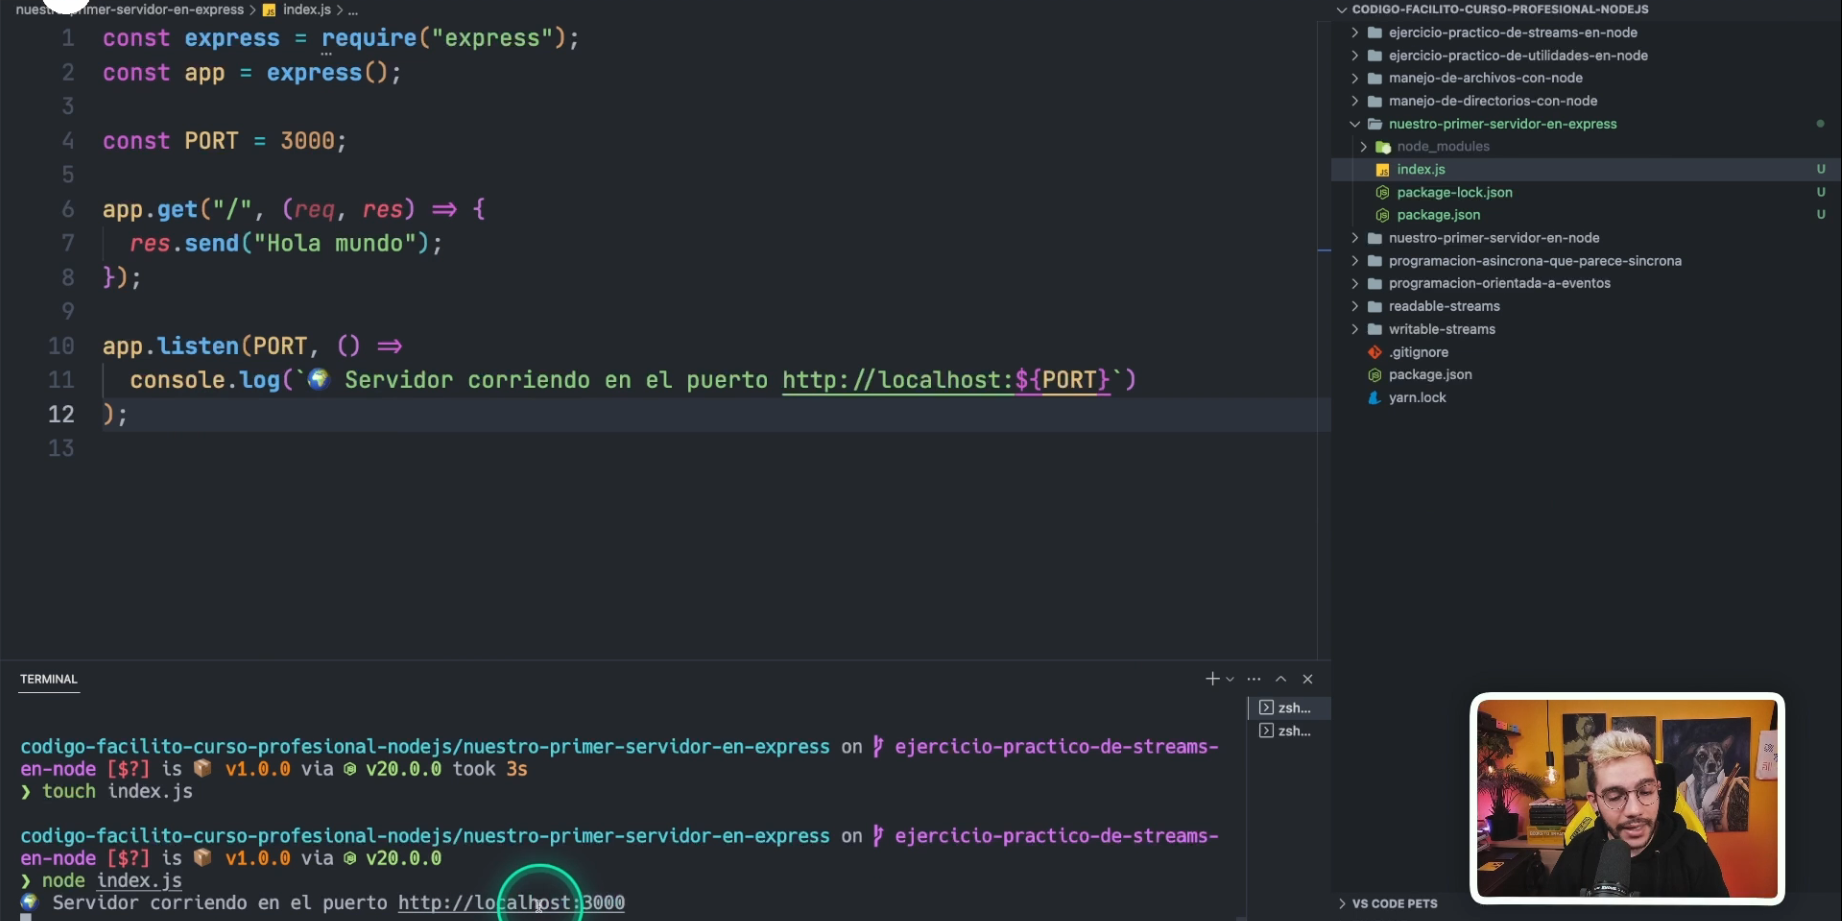 nuestro-primer-servidor-en-express > index.js > ...
1 const express = require("express");
2 const app = express();
3
4 const PORT = 3000;
5
6 app.get("/", (req, res) => {
7 res.send("Hola mundo");
8 });
9
10 app.listen(PORT, () =>
11 console.log(`🌍 Servidor corriendo en el puerto http://localhost:${PORT}`)
12 );
13
CODIGO-FACILITO-CURSO-PROFESIONAL-NODEJS
ejercicio-practico-de-streams-en-node
ejercicio-practico-de-utilidades-en-node
manejo-de-archivos-con-node
manejo-de-directorios-con-node
nuestro-primer-servidor-en-express
node_modules
index.js U
package-lock.json U
package.json U
nuestro-primer-servidor-en-node
programacion-asincrona-que-parece-sincrona
programacion-orientada-a-eventos
readable-streams
writable-streams
.gitignore
package.json
yarn.lock
TERMINAL
zsh...
zsh...
codigo-facilito-curso-profesional-nodejs/nuestro-primer-servidor-en-express on ejercicio-practico-de-streams-
en-node [$?] is 📦 v1.0.0 via v20.0.0 took 3s
❯ touch index.js
codigo-facilito-curso-profesional-nodejs/nuestro-primer-servidor-en-express on ejercicio-practico-de-streams-
en-node [$?] is 📦 v1.0.0 via v20.0.0
❯ node index.js
🌍 Servidor corriendo en el puerto http://localhost:3000
VS CODE PETS